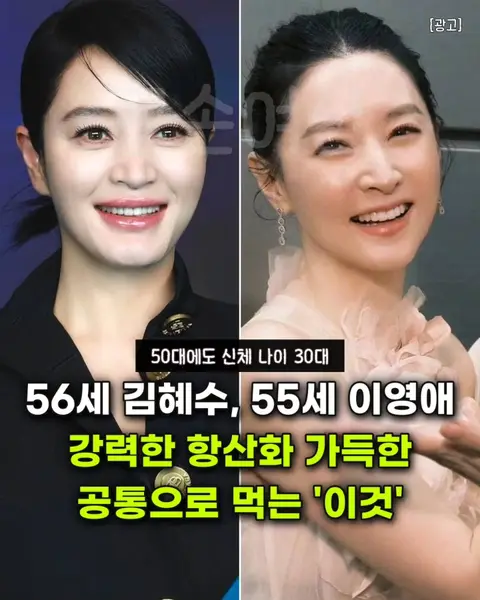 [광고]
손여
50대에도 신체 나이 30대
56세 김혜수, 55세 이영애
강력한 항산화 가득한
공통으로 먹는 '이것'